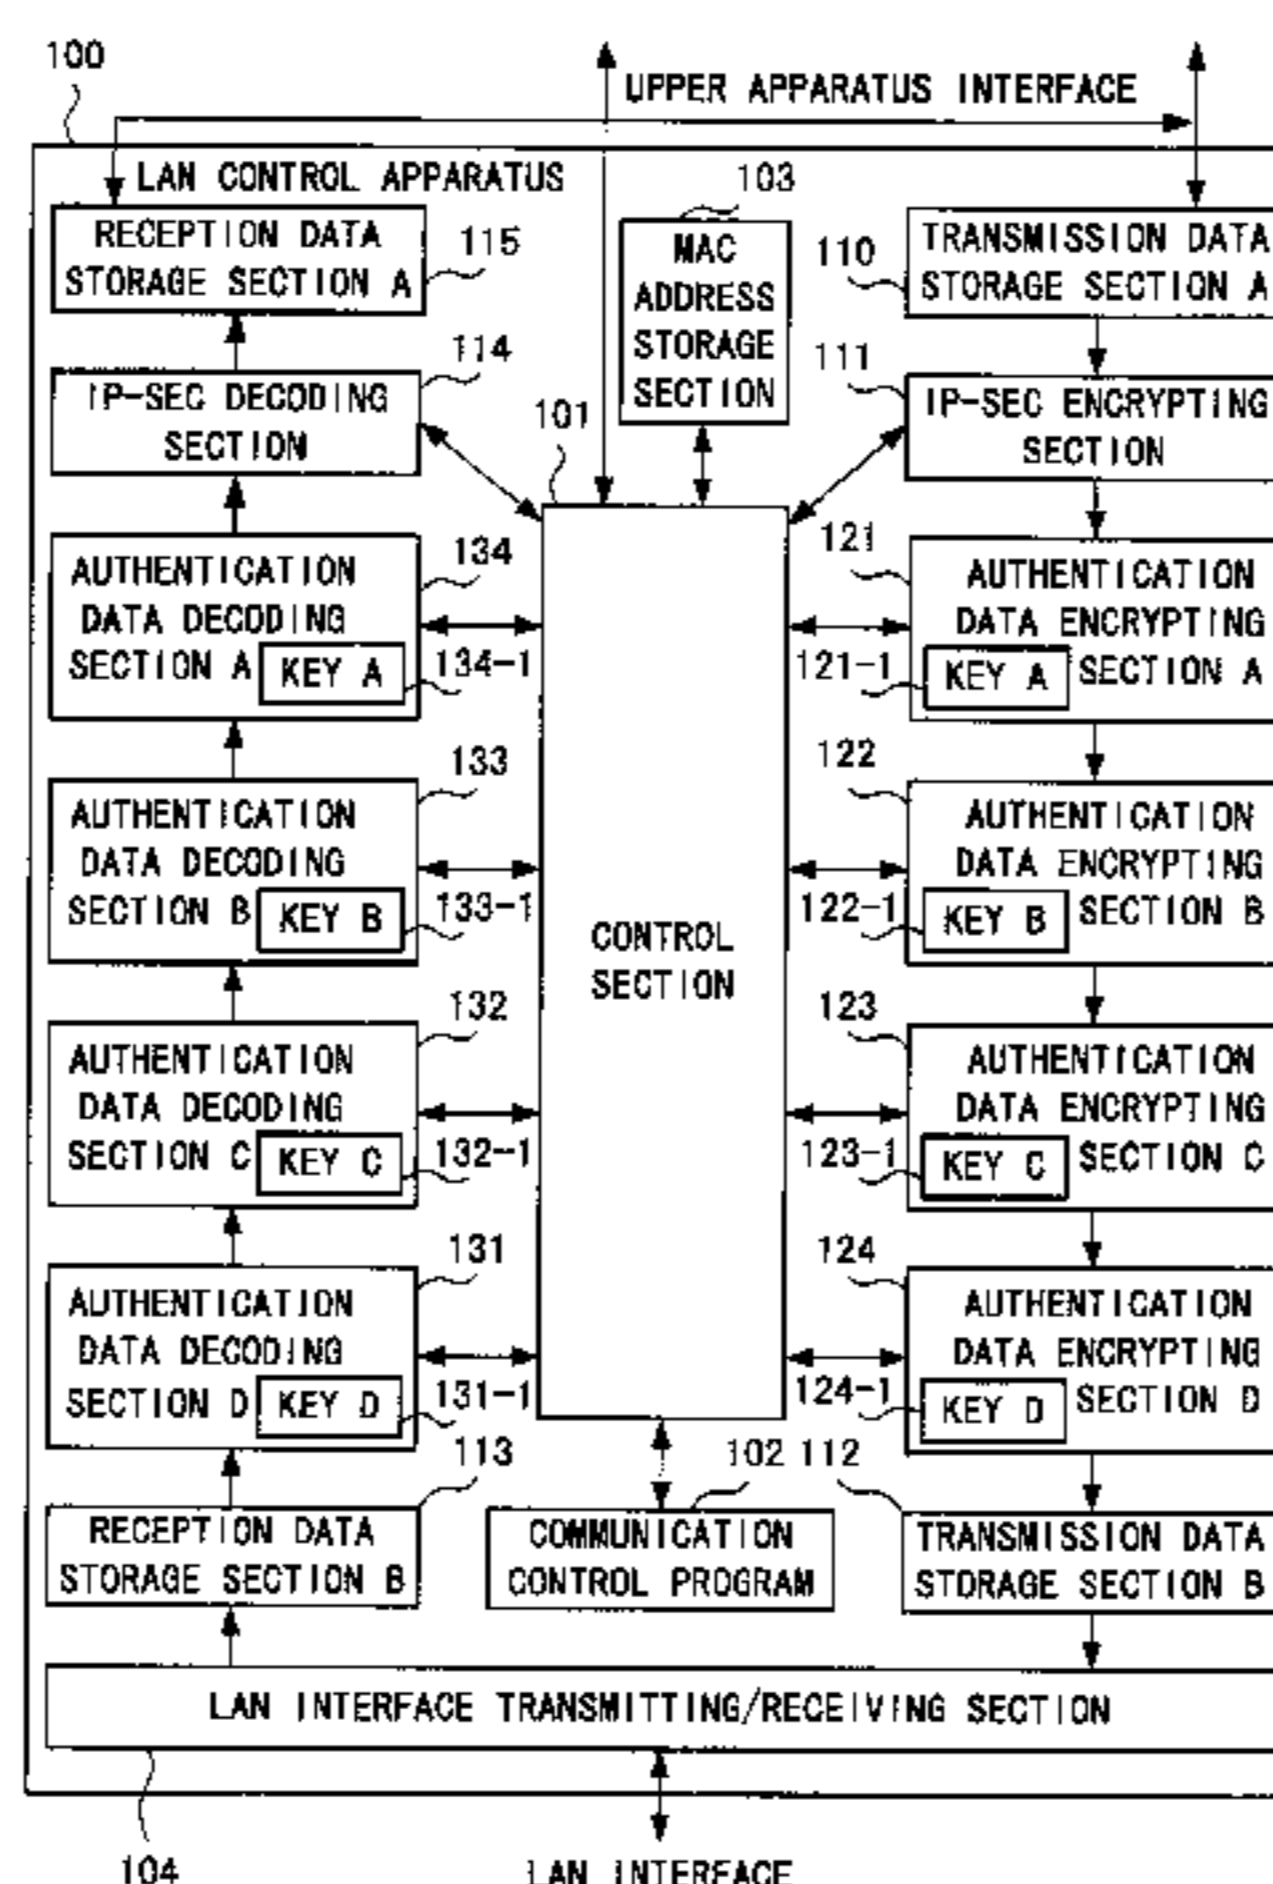 100
UPPER APPARATUS INTERFACE
LAN CONTROL APPARATUS
103
RECEPTION DATA
STORAGE SECTION A
115
MAC
ADDRESS
STORAGE
SECTION
110
TRANSMISSION DATA
STORAGE SECTION A
114
IP-SEC DECODING
SECTION
101
111
IP-SEC ENCRYPTING
SECTION
134
AUTHENTICATION
DATA DECODING
SECTION A
KEY A
134-1
121
AUTHENTICATION
DATA ENCRYPTING
SECTION A
121-1
KEY A
133
AUTHENTICATION
DATA DECODING
SECTION B
KEY B
133-1
CONTROL
SECTION
122
AUTHENTICATION
DATA ENCRYPTING
SECTION B
122-1
KEY B
132
AUTHENTICATION
DATA DECODING
SECTION C
KEY C
132-1
123
AUTHENTICATION
DATA ENCRYPTING
SECTION C
123-1
KEY C
131
AUTHENTICATION
DATA DECODING
SECTION D
KEY D
131-1
124
AUTHENTICATION
DATA ENCRYPTING
SECTION D
124-1
KEY D
113
RECEPTION DATA
STORAGE SECTION B
102
COMMUNICATION
CONTROL PROGRAM
112
TRANSMISSION DATA
STORAGE SECTION B
LAN INTERFACE TRANSMITTING/RECEIVING SECTION
104
LAN INTERFACE